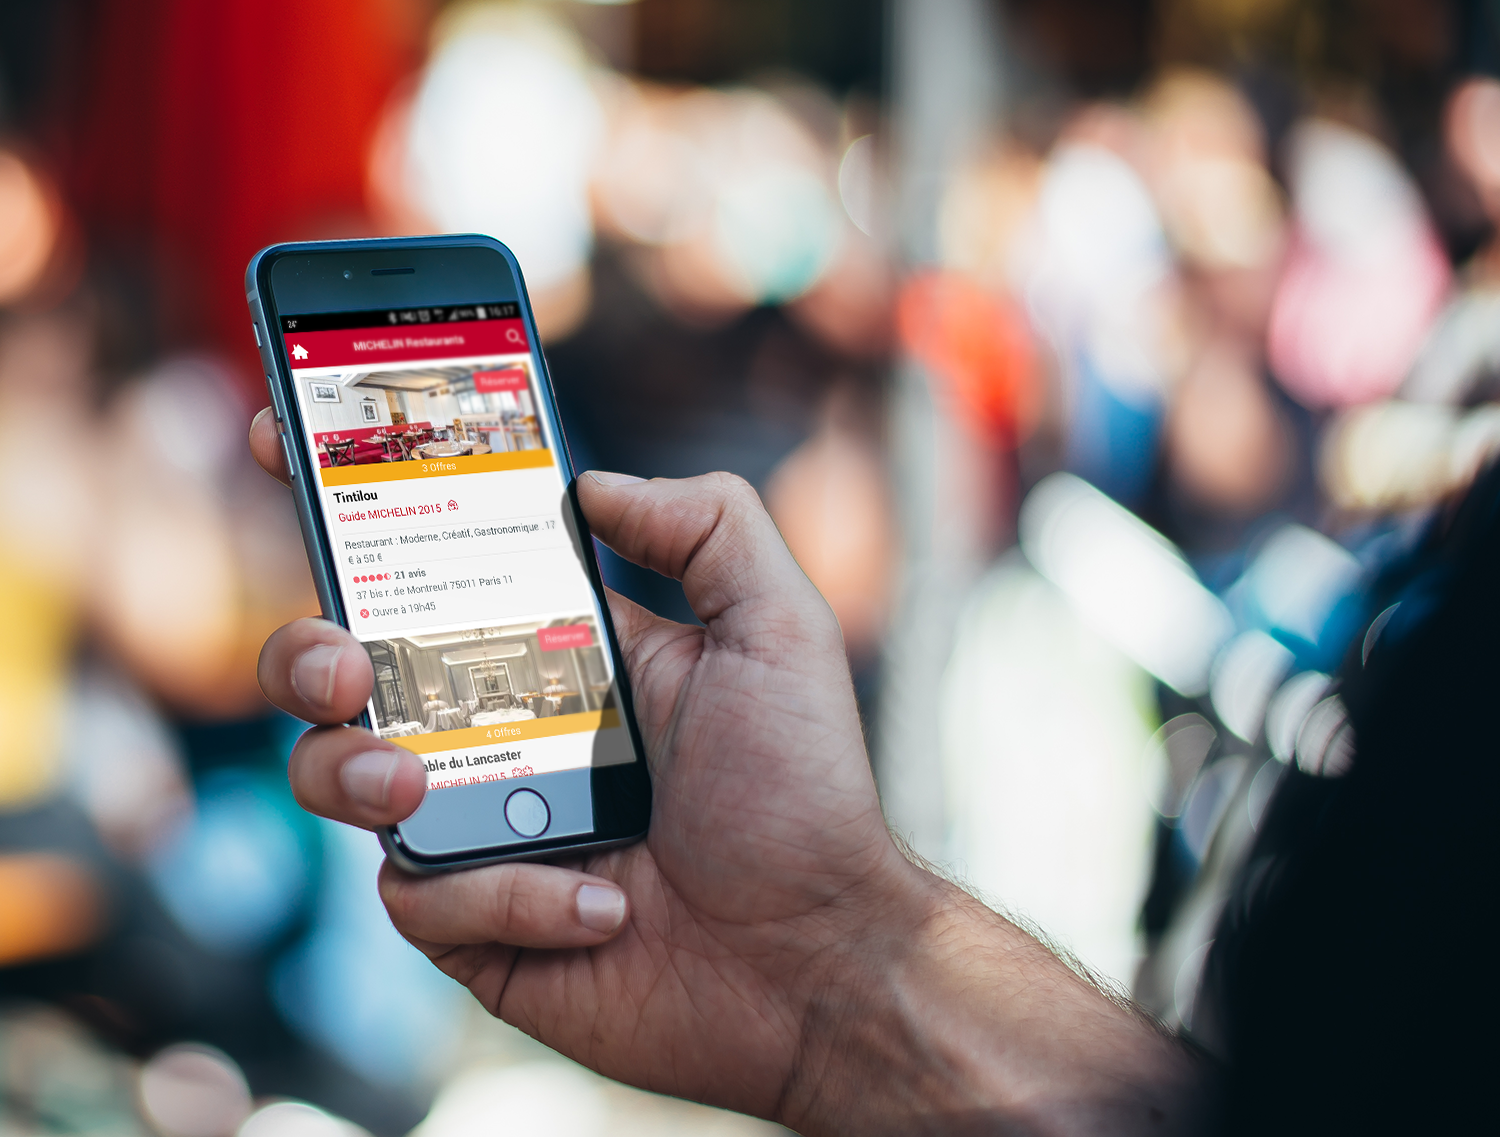 24°
16:17
MICHELIN Restaurants
Réserver
3 Offres
Tintilou
Guide MICHELIN 2015
Restaurant : Moderne, Créatif, Gastronomique . 17
€ à 50 €
21 avis
37 bis r. de Montreuil 75011 Paris 11
Ouvre à 19h45
Réserver
4 Offres
able du Lancaster
MICHELIN 2015